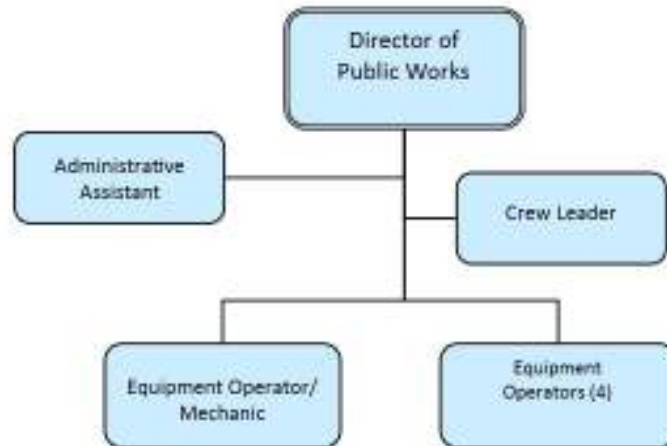 Director of
Public Works
Administrative
Assistant
Crew Leader
Equipment Operator/
Mechanic
Equipment
Operators (4)